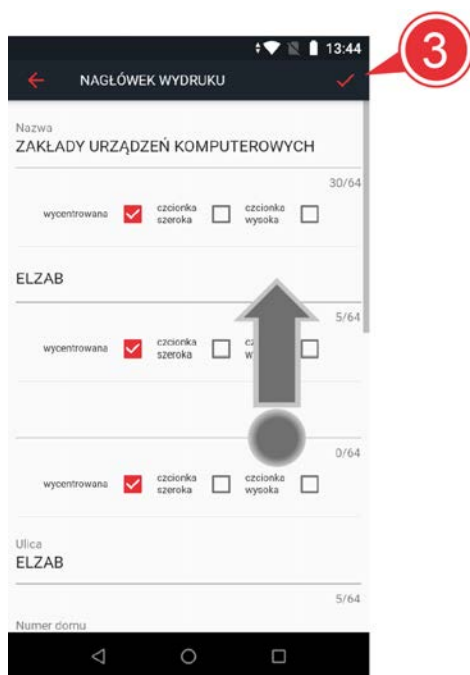 13:44
3
NAGŁÓWEK WYDRUKU
Nazwa
ZAKŁADY URZĄDZEŃ KOMPUTEROWYCH
30/64
wycentrowana czcionka szeroka czcionka wysoka
ELZAB
5/64
wycentrowana czcionka szeroka
0/64
wycentrowana czcionka szeroka czcionka wysoka
Ulica
ELZAB
5/64
Numer domu